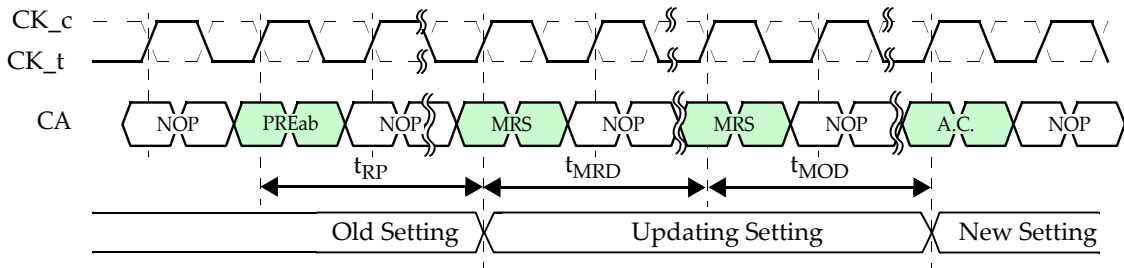 CK_c
CK_t
CA NOP PREab NOP MRS NOP MRS NOP A.C. NOP
tRP tMRD tMOD
Old Setting Updating Setting New Setting